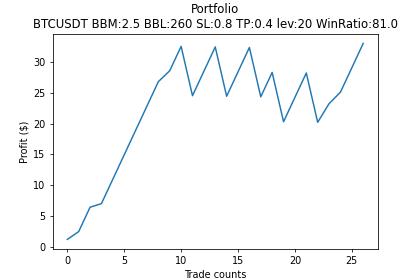 Portfolio
BTCUSDT BBM:2.5 BBL:260 SL:0.8 TP:0.4 lev:20 WinRatio:81.0
30
25
20
15
10
5
0
Profit ($)
0 5 10 15 20 25
Trade counts